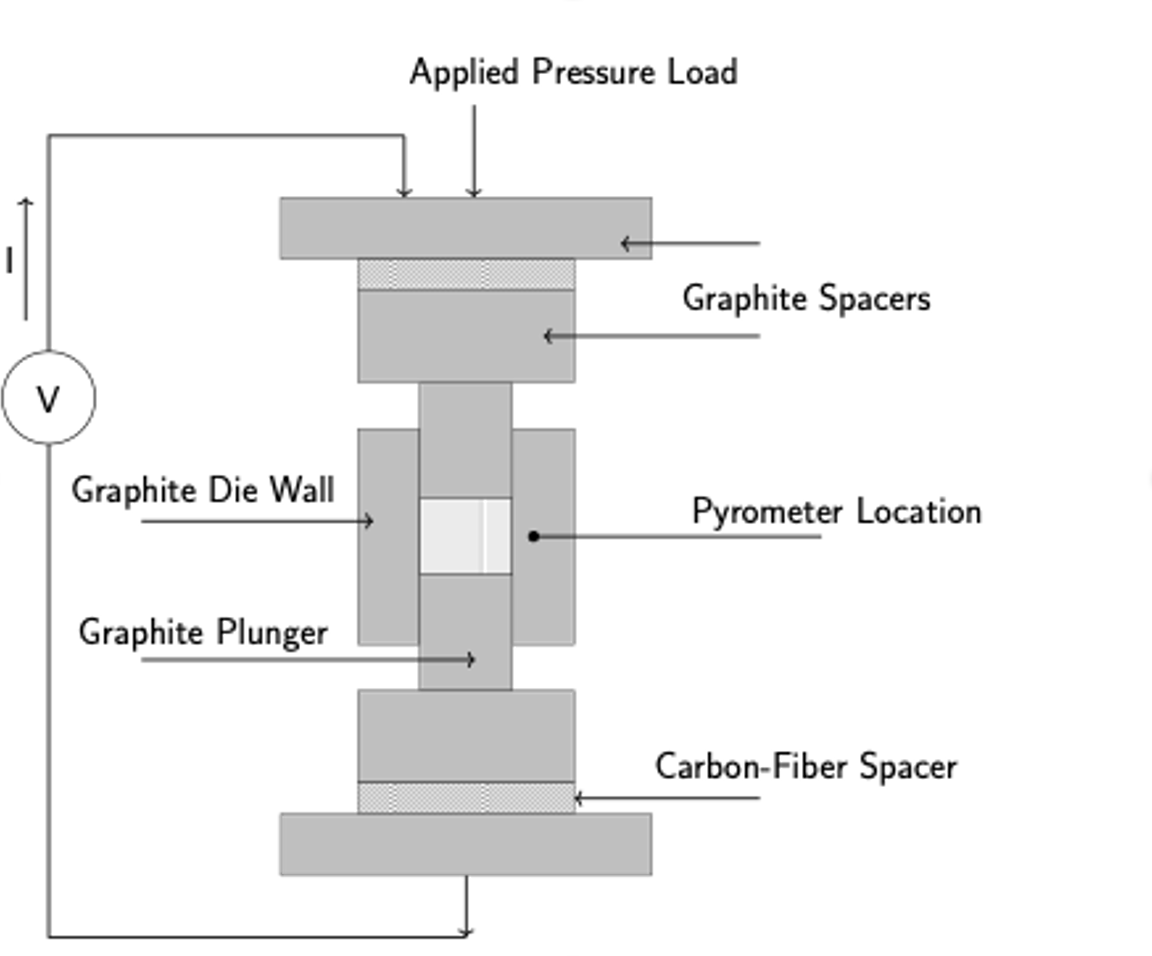 Applied Pressure Load
I
Graphite Spacers
V
Graphite Die Wall
Pyrometer Location
Graphite Plunger
Carbon-Fiber Spacer